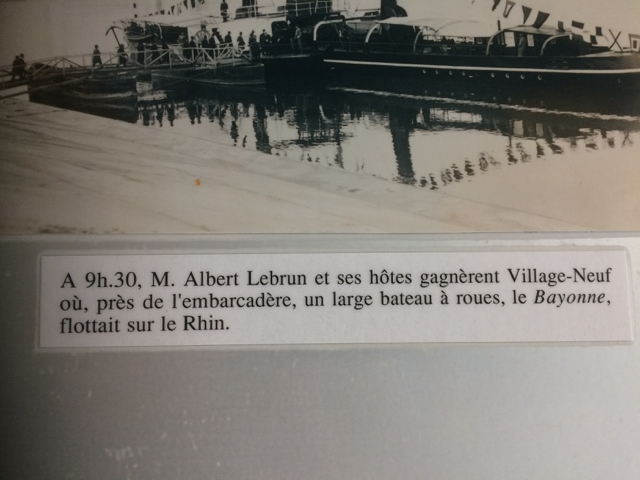 A 9h.30, M. Albert Lebrun et ses hôtes gagnèrent Village-Neuf
où, près de l'embarcadère, un large bateau à roues, le Bayonne,
flottait sur le Rhin.